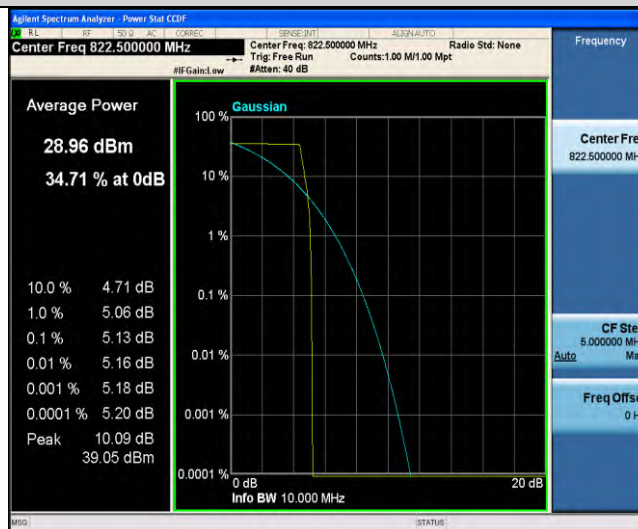 Agilent Spectrum Analyzer - Power Stat CCDF
RL RF 50 Ω AC CORREC SENSE:INT ALIGN AUTO
Center Freq 822.500000 MHz
Center Freq: 822.500000 MHz Radio Std: None
Trig: Free Run Counts:1.00 M/1.00 Mpt
#IFGain:Low #Atten: 40 dB
Frequency
Average Power
28.96 dBm
34.71 % at 0dB
10.0 % 4.71 dB
1.0 % 5.06 dB
0.1 % 5.13 dB
0.01 % 5.16 dB
0.001 % 5.18 dB
0.0001 % 5.20 dB
Peak 10.09 dB
39.05 dBm
Gaussian
100 %
10 %
1 %
0.1 %
0.01 %
0.001 %
0.0001 %
0 dB 20 dB
Info BW 10.000 MHz
Center Fre
822.500000 MH
CF Ste
5.000000 MH
Auto Ma
Freq Offse
0 H
MSG STATUS